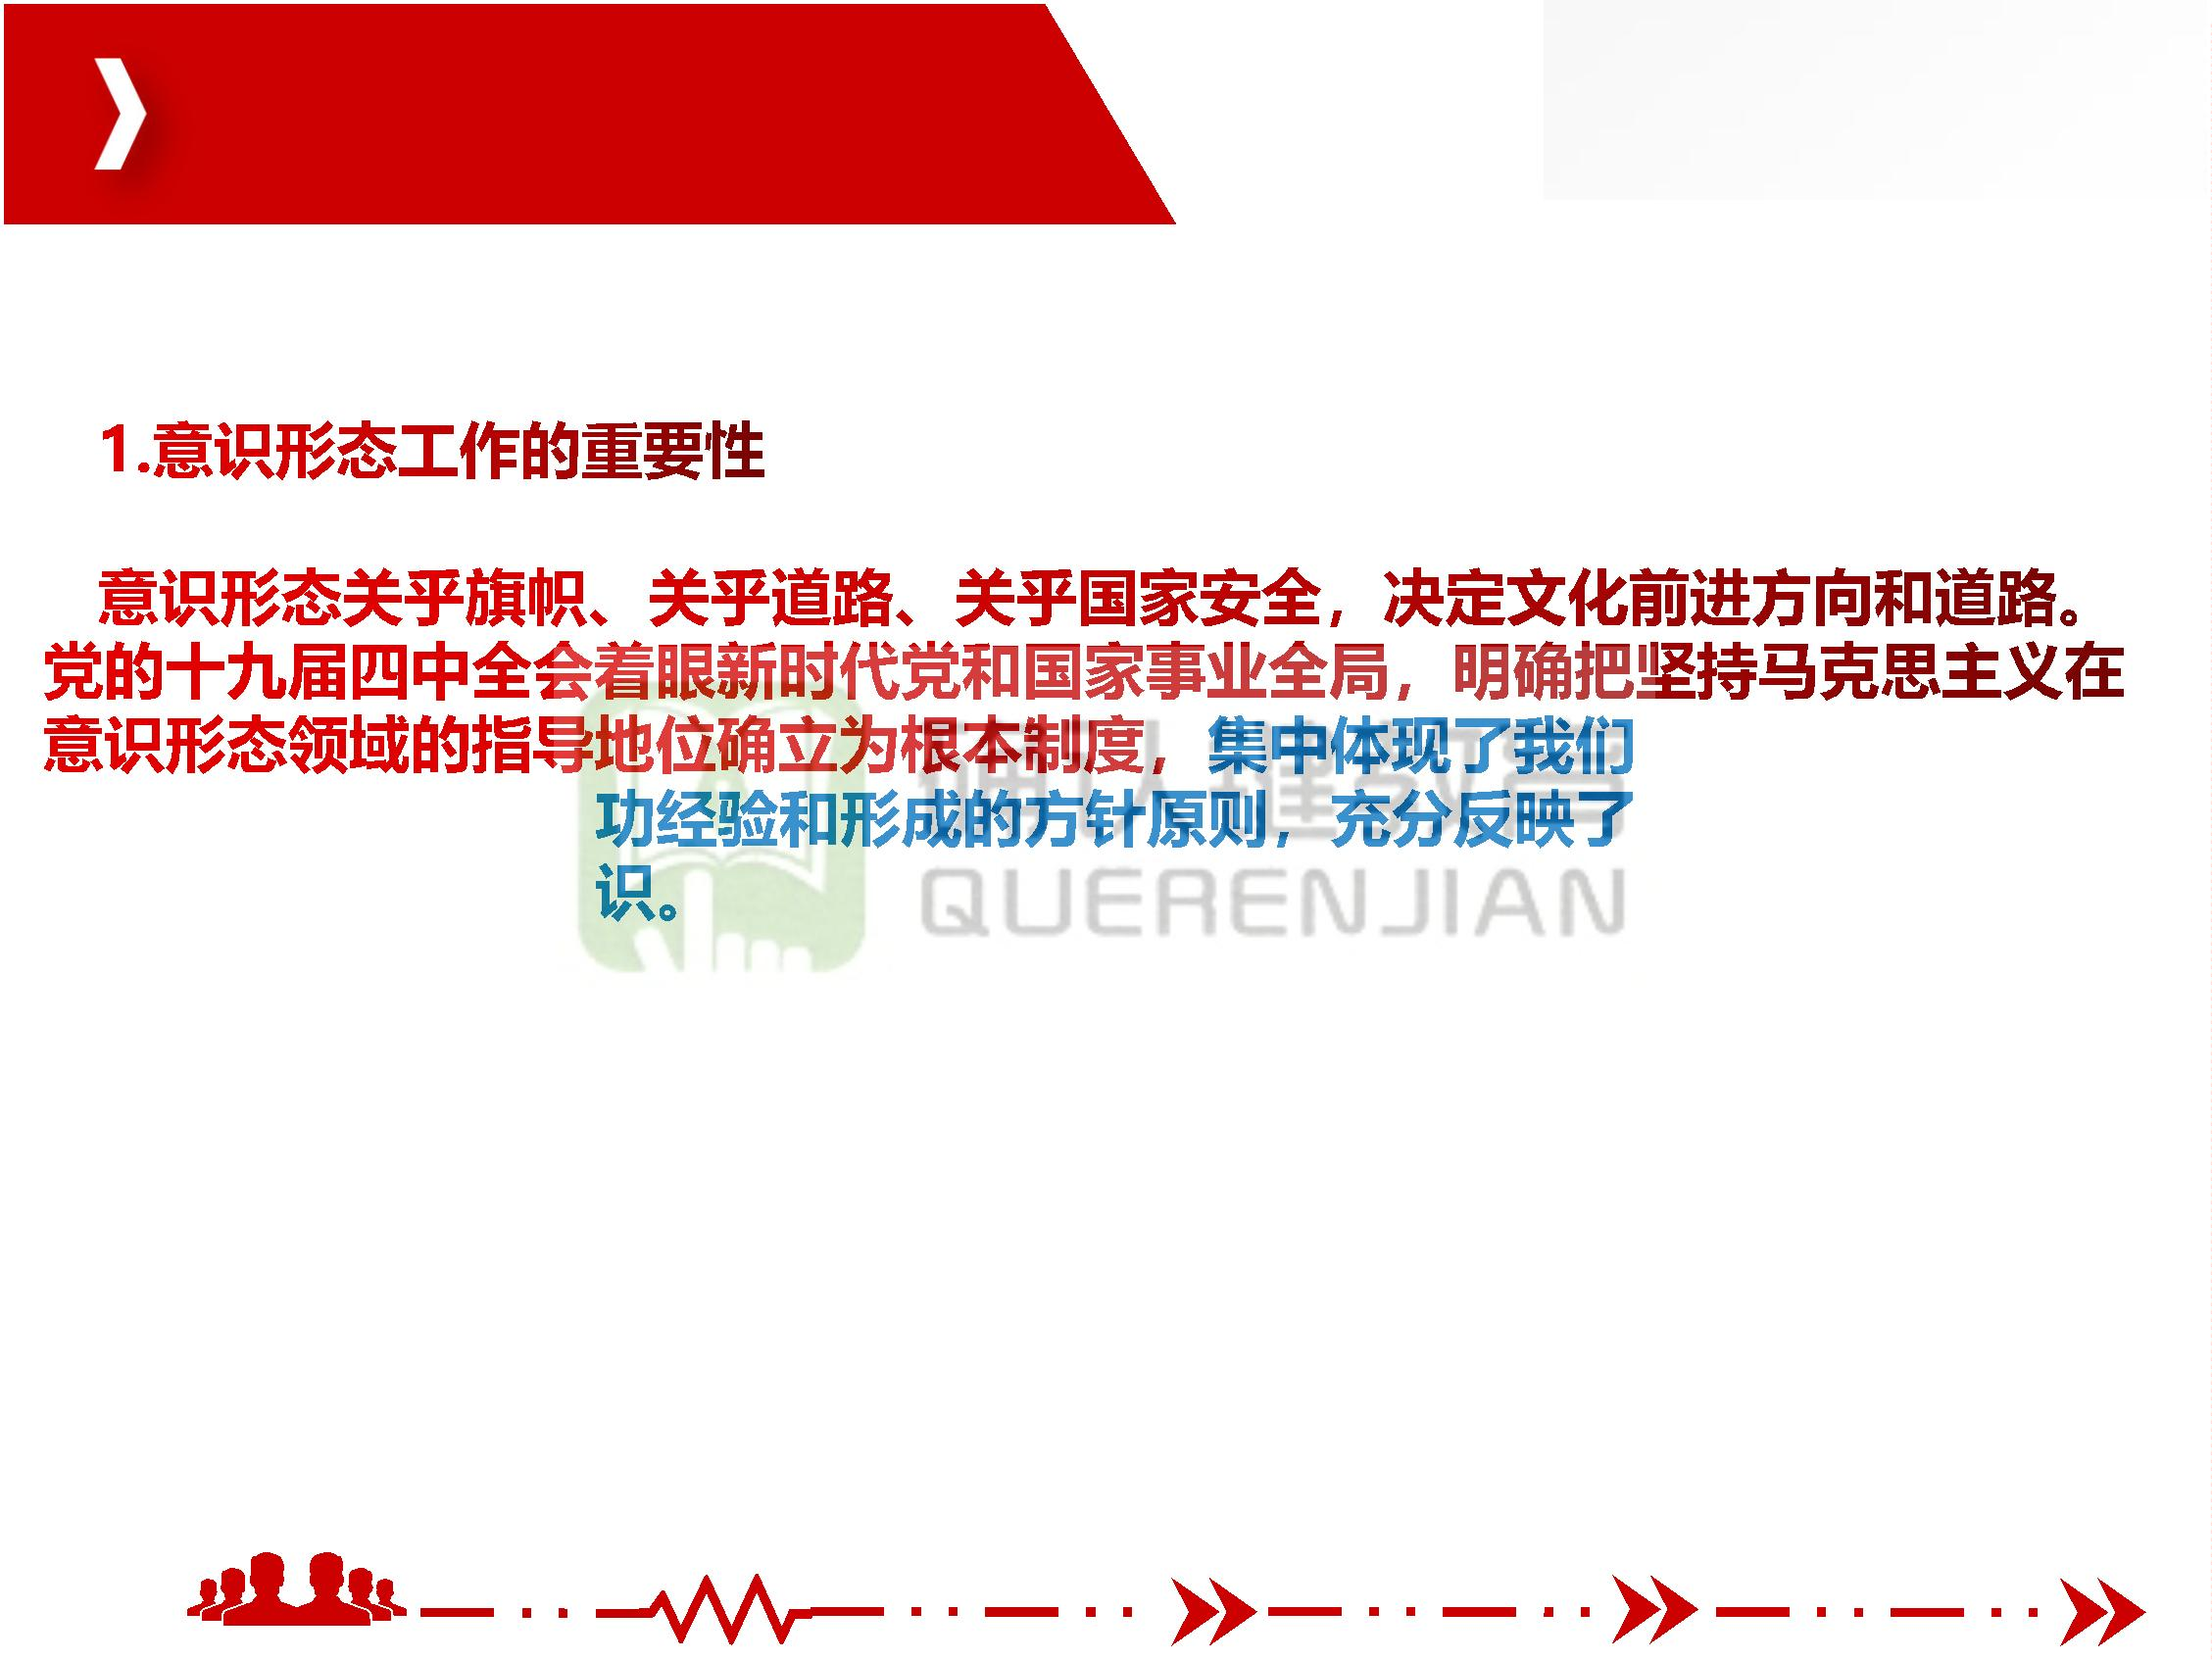 1.意识形态工作的重要性
意识形态关乎旗帜、关乎道路、关乎国家安全，决定文化前进方向和道路。
党的十九届四中全会着眼新时代党和国家事业全局，明确把坚持马克思主义在
意识形态领域的指导地位确立为根本制度，集中体现了我们
功经验和形成的方针原则，充分反映了
识。
QUERENJIAN